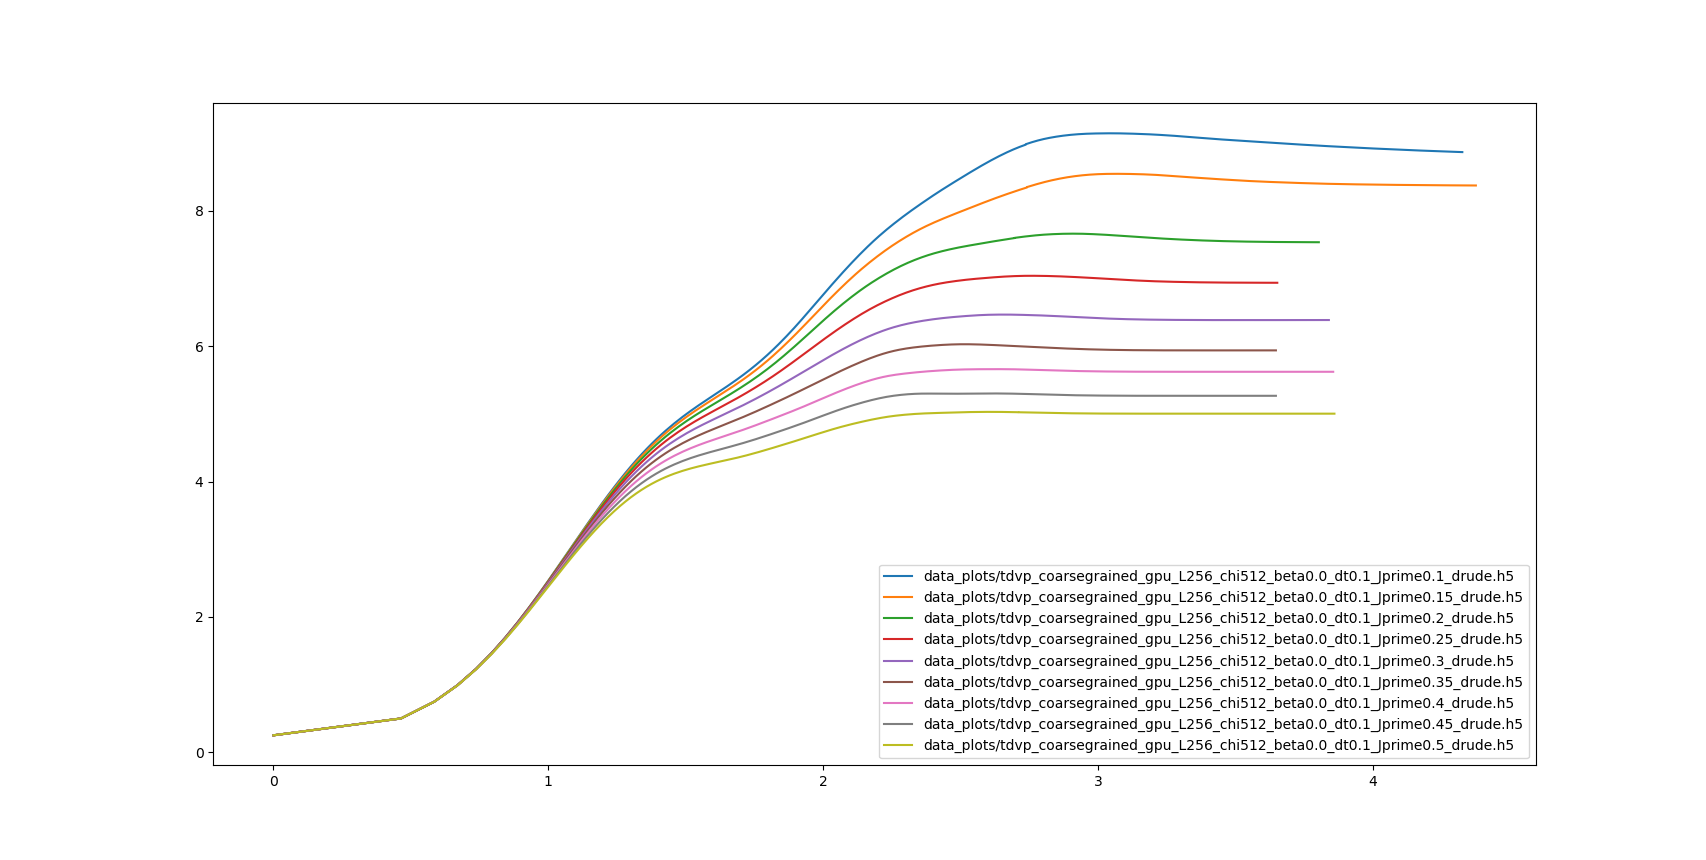 8
6
4
2
0
0
1
2
3
4
data_plots/tdvp_coarsegrained_gpu_L256_chi512_beta0.0_dt0.1_Jprime0.1_drude.h5
data_plots/tdvp_coarsegrained_gpu_L256_chi512_beta0.0_dt0.1_Jprime0.15_drude.h5
data_plots/tdvp_coarsegrained_gpu_L256_chi512_beta0.0_dt0.1_Jprime0.2_drude.h5
data_plots/tdvp_coarsegrained_gpu_L256_chi512_beta0.0_dt0.1_Jprime0.25_drude.h5
data_plots/tdvp_coarsegrained_gpu_L256_chi512_beta0.0_dt0.1_Jprime0.3_drude.h5
data_plots/tdvp_coarsegrained_gpu_L256_chi512_beta0.0_dt0.1_Jprime0.35_drude.h5
data_plots/tdvp_coarsegrained_gpu_L256_chi512_beta0.0_dt0.1_Jprime0.4_drude.h5
data_plots/tdvp_coarsegrained_gpu_L256_chi512_beta0.0_dt0.1_Jprime0.45_drude.h5
data_plots/tdvp_coarsegrained_gpu_L256_chi512_beta0.0_dt0.1_Jprime0.5_drude.h5